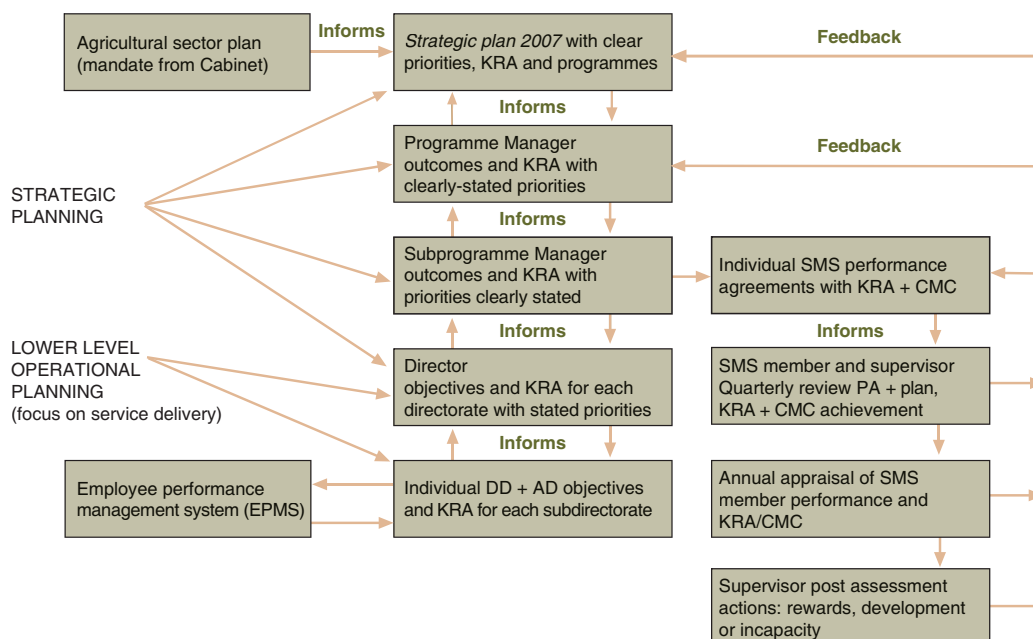 Agricultural sector plan
(mandate from Cabinet)
Informs
Strategic plan 2007 with clear
priorities, KRA and programmes
Feedback
Informs
Programme Manager
outcomes and KRA with
clearly-stated priorities
Feedback
STRATEGIC
PLANNING
Informs
Subprogramme Manager
outcomes and KRA with
priorities clearly stated
Individual SMS performance
agreements with KRA + CMC
Informs
Informs
LOWER LEVEL
OPERATIONAL
PLANNING
(focus on service delivery)
Director
objectives and KRA for each
directorate with stated priorities
SMS member and supervisor
Quarterly review PA + plan,
KRA + CMC achievement
Informs
Employee performance
management system (EPMS)
Individual DD + AD objectives
and KRA for each subdirectorate
Annual appraisal of SMS
member performance and
KRA/CMC
Supervisor post assessment
actions: rewards, development
or incapacity